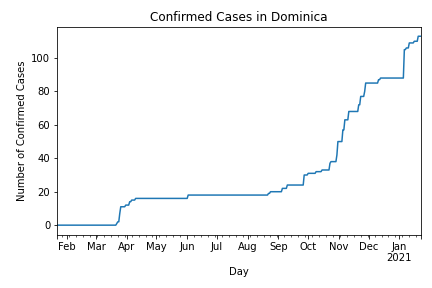 Confirmed Cases in Dominica
Number of Confirmed Cases
100
80
60
40
20
0
Feb Mar Apr May Jun Jul Aug Sep Oct Nov Dec Jan
2021
Day